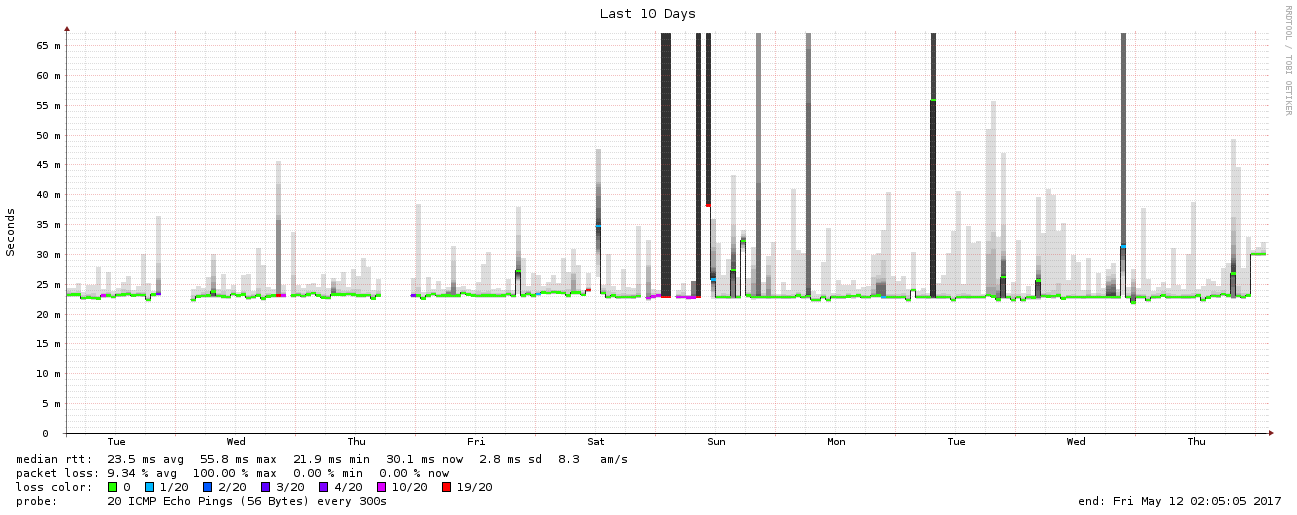 Last 10 Days
RRDTOOL / TOBI OETIKER
Seconds
65 m
60 m
55 m
50 m
45 m
40 m
35 m
30 m
25 m
20 m
15 m
10 m
5 m
0
Tue Wed Thu Fri Sat Sun Mon Tue Wed Thu
median rtt: 23.5 ms avg 55.8 ms max 21.9 ms min 30.1 ms now 2.8 ms sd 8.3 am/s
packet loss: 9.34 % avg 100.00 % max 0.00 % min 0.00 % now
loss color: 0 1/20 2/20 3/20 4/20 10/20 19/20
probe: 20 ICMP Echo Pings (56 Bytes) every 300s end: Fri May 12 02:05:05 2017